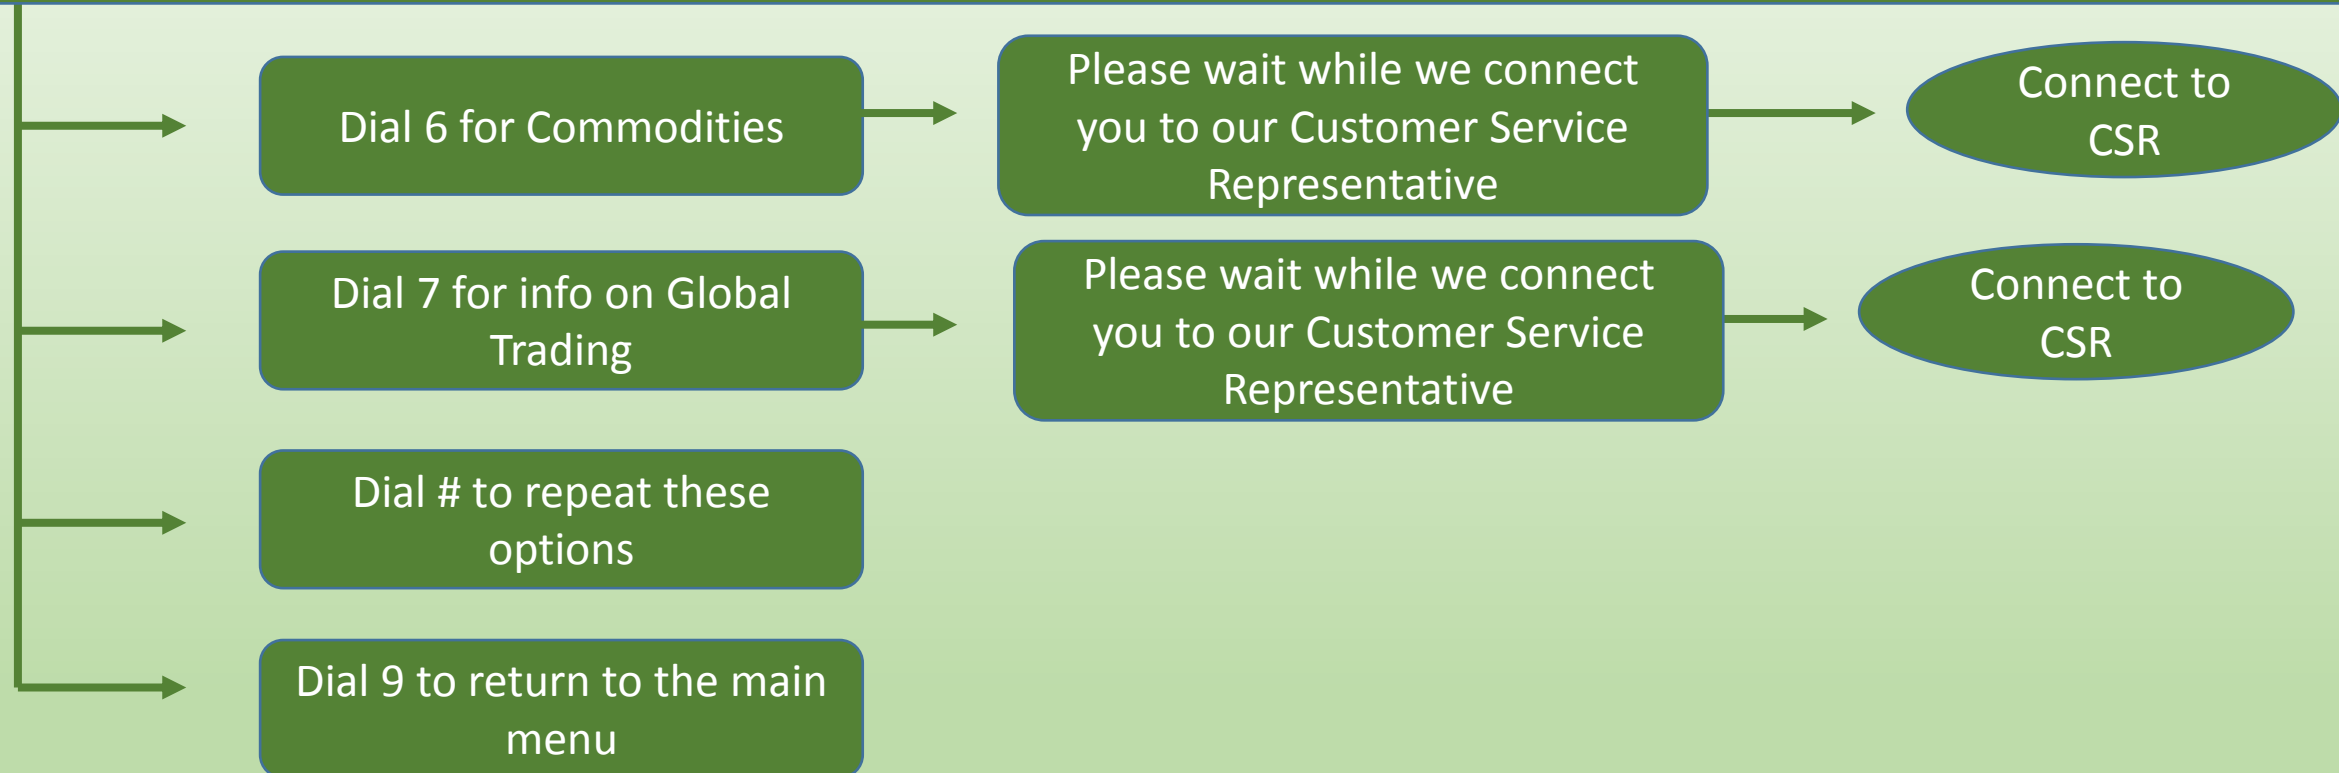 Dial 6 for Commodities
Please wait while we connect
you to our Customer Service
Representative
Connect to
CSR
Dial 7 for info on Global
Trading
Please wait while we connect
you to our Customer Service
Representative
Connect to
CSR
Dial # to repeat these
options
Dial 9 to return to the main
menu